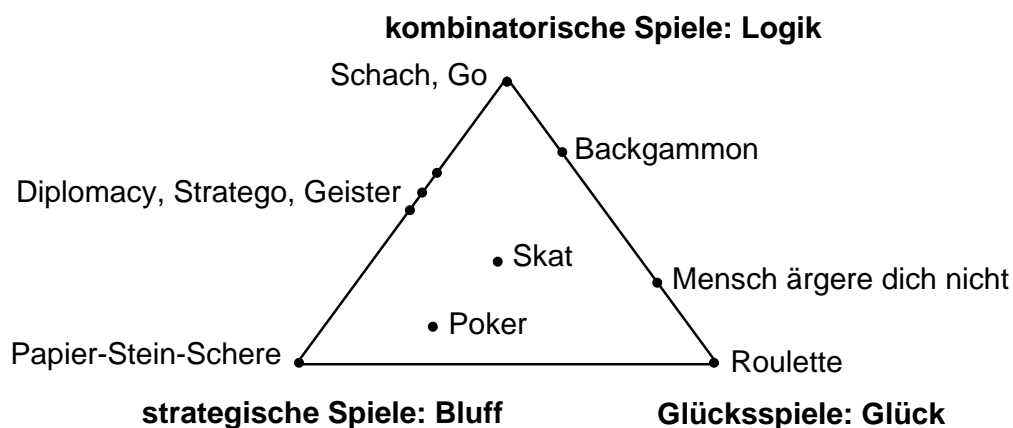 kombinatorische Spiele: Logik
Schach, Go
Backgammon
Diplomacy, Stratego, Geister
Skat
Mensch ärgere dich nicht
Poker
Papier-Stein-Schere
Roulette
strategische Spiele: Bluff
Glücksspiele: Glück